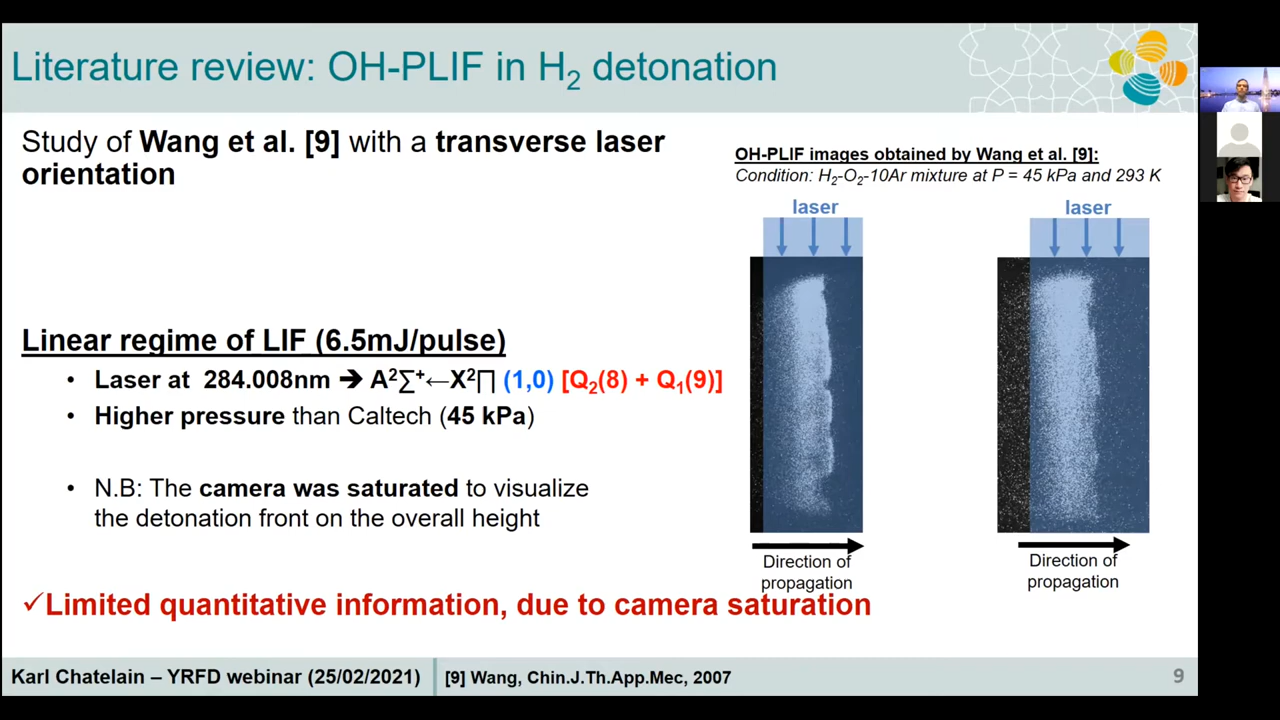 Literature review: OH-PLIF in H2 detonation
Study of Wang et al. [9] with a transverse laser
orientation
OH-PLIF images obtained by Wang et al. [9]:
Condition: H2-O2-10Ar mixture at P = 45 kPa and 293 K
laser
laser
Linear regime of LIF (6.5mJ/pulse)
• Laser at 284.008nm ➔ A²∑⁺←X²∏ (1,0) [Q2(8) + Q1(9)]
• Higher pressure than Caltech (45 kPa)
• N.B: The camera was saturated to visualize
the detonation front on the overall height
Direction of
propagation
Direction of
propagation
✓Limited quantitative information, due to camera saturation
Karl Chatelain – YRFD webinar (25/02/2021)
[9] Wang, Chin.J.Th.App.Mec, 2007
9